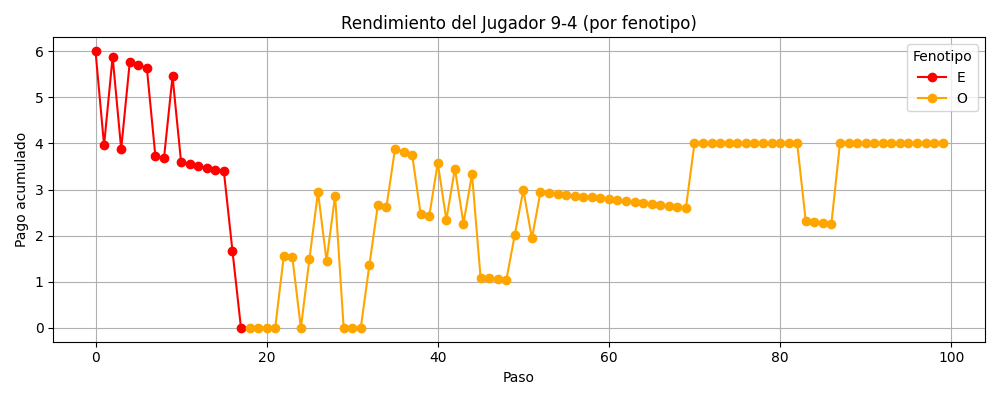 Rendimiento del Jugador 9-4 (por fenotipo)
Pago acumulado
6
5
4
3
2
1
0
Fenotipo
E
O
0
20
40
60
80
100
Paso